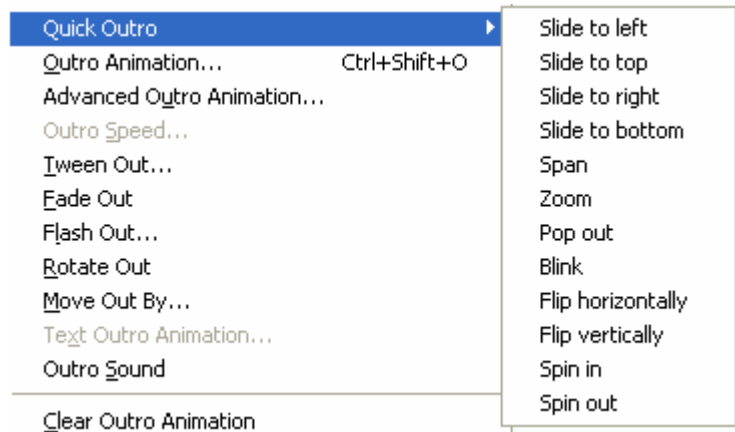 Quick Outro
Outro Animation... Ctrl+Shift+O
Advanced Outro Animation...
Outro Speed...
Tween Out...
Fade Out
Flash Out...
Rotate Out
Move Out By...
Text Outro Animation...
Outro Sound
Clear Outro Animation
Slide to left
Slide to top
Slide to right
Slide to bottom
Span
Zoom
Pop out
Blink
Flip horizontally
Flip vertically
Spin in
Spin out